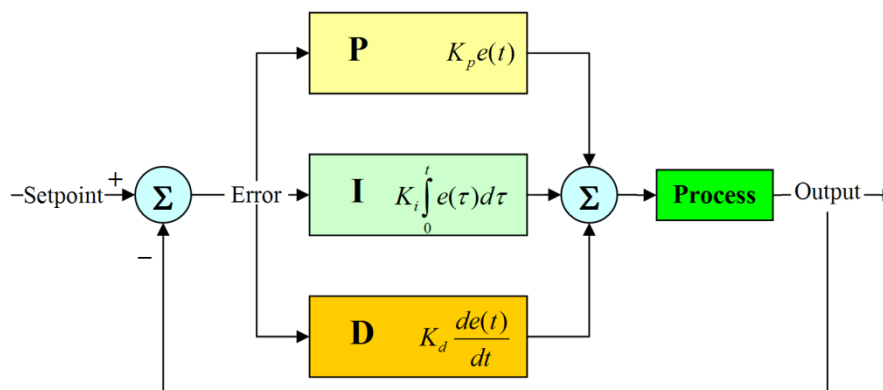 P K_p e(t)
Setpoint + Σ Error I K_i ∫_0^t e(τ)dτ Σ Process Output
−
D K_d de(t)/dt